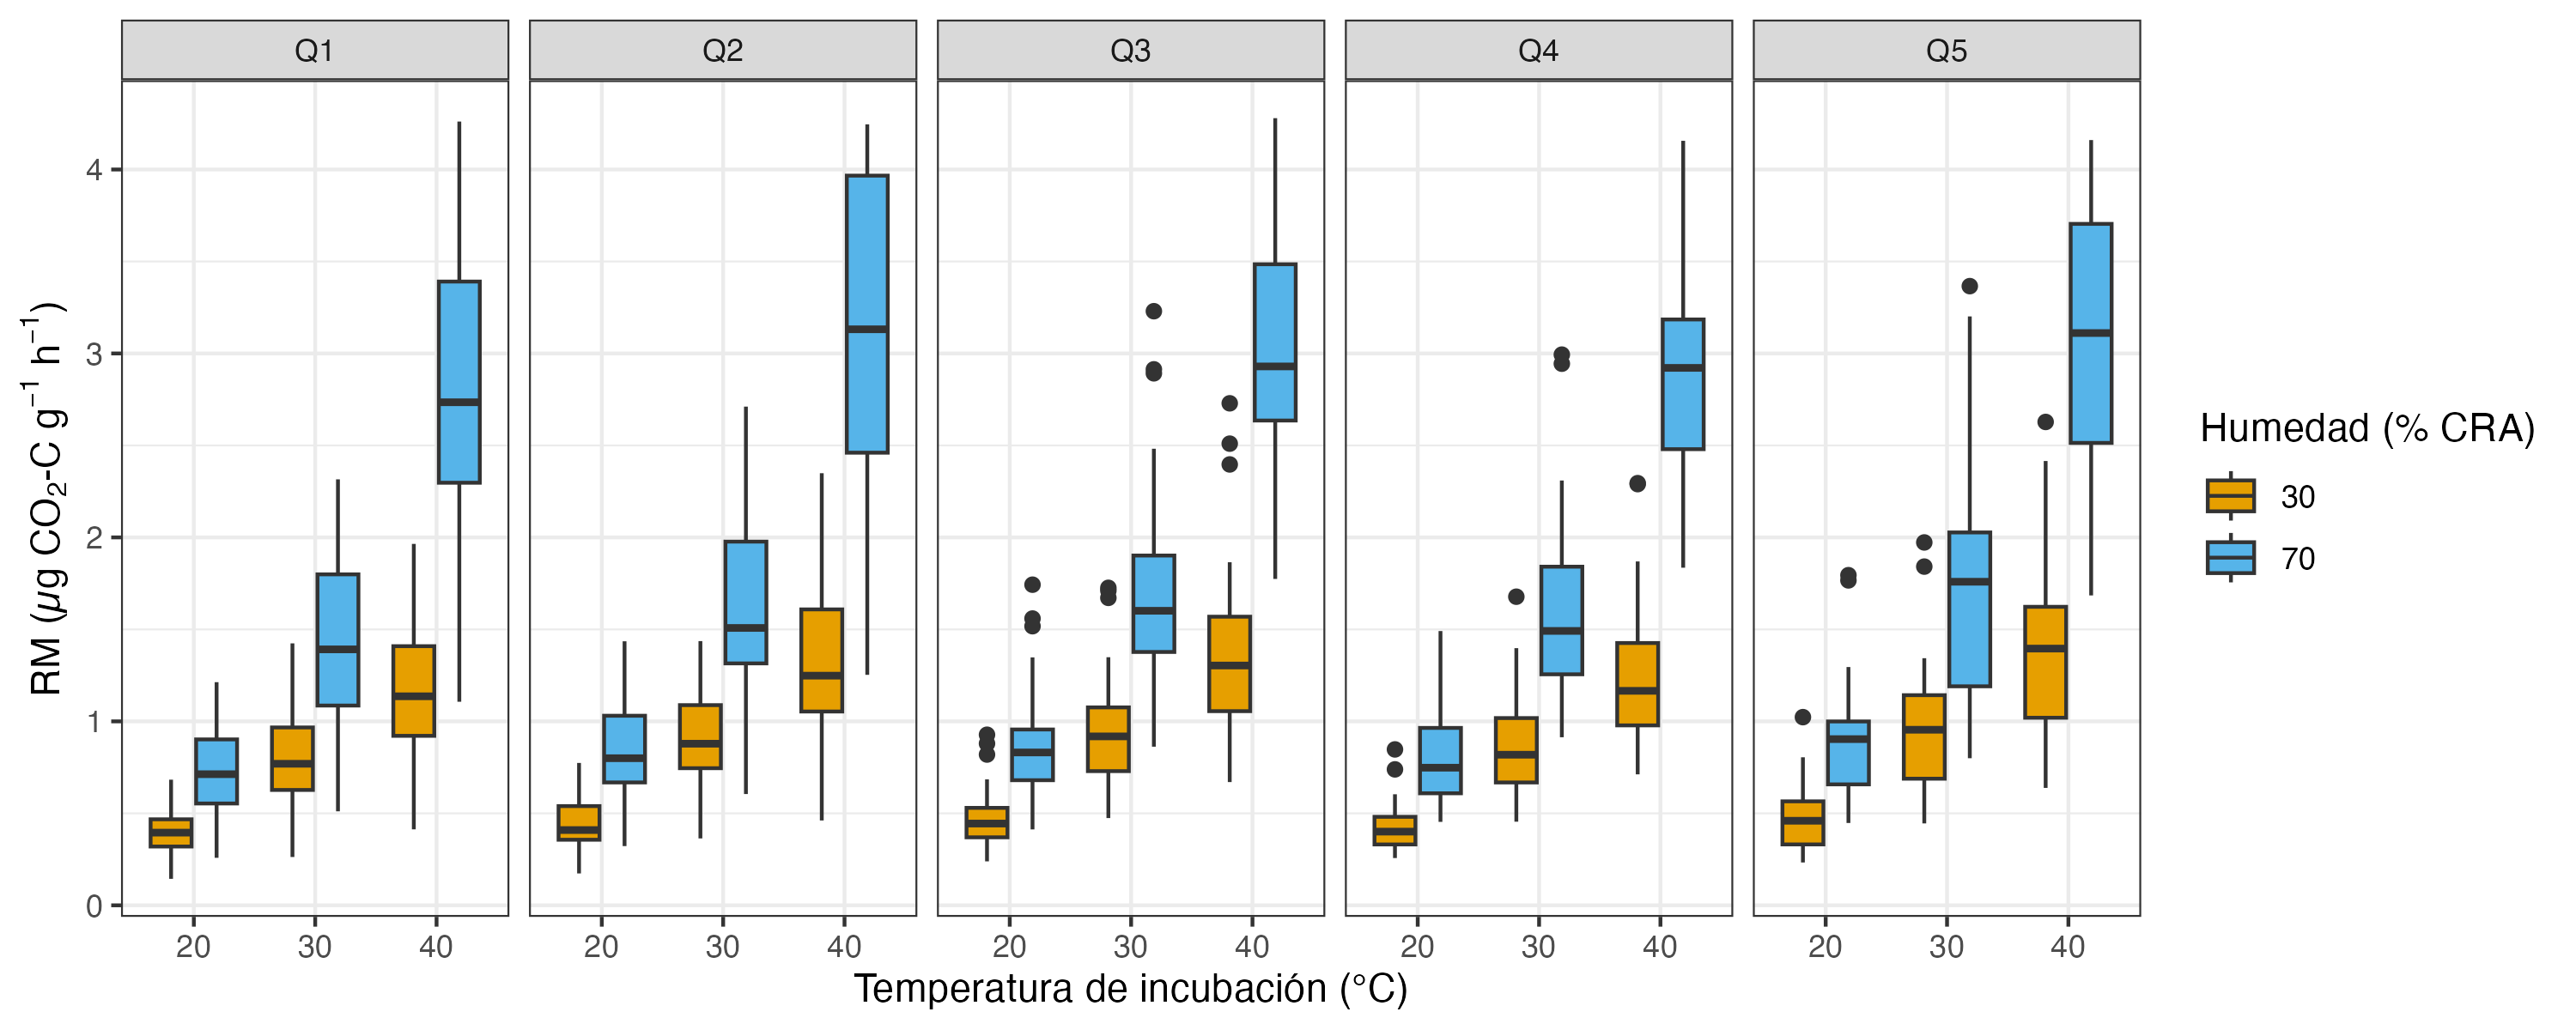 Q1 Q2 Q3 Q4 Q5
4
3
2
1
0
RM (µg CO₂-C g⁻¹ h⁻¹)
20 30 40 20 30 40 20 30 40 20 30 40 20 30 40
Temperatura de incubación (°C)
Humedad (% CRA)
30
70